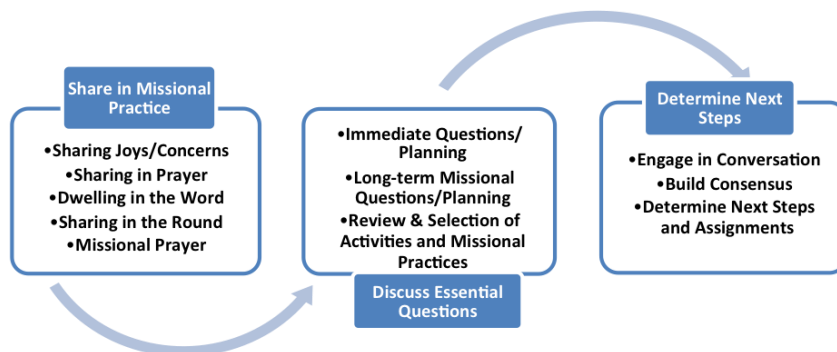 Share in Missional
Practice
•Sharing Joys/Concerns
•Sharing in Prayer
•Dwelling in the Word
•Sharing in the Round
•Missional Prayer
•Immediate Questions/
Planning
•Long-term Missional
Questions/Planning
•Review & Selection of
Activities and Missional
Practices
Discuss Essential
Questions
Determine Next
Steps
•Engage in Conversation
•Build Consensus
•Determine Next Steps
and Assignments